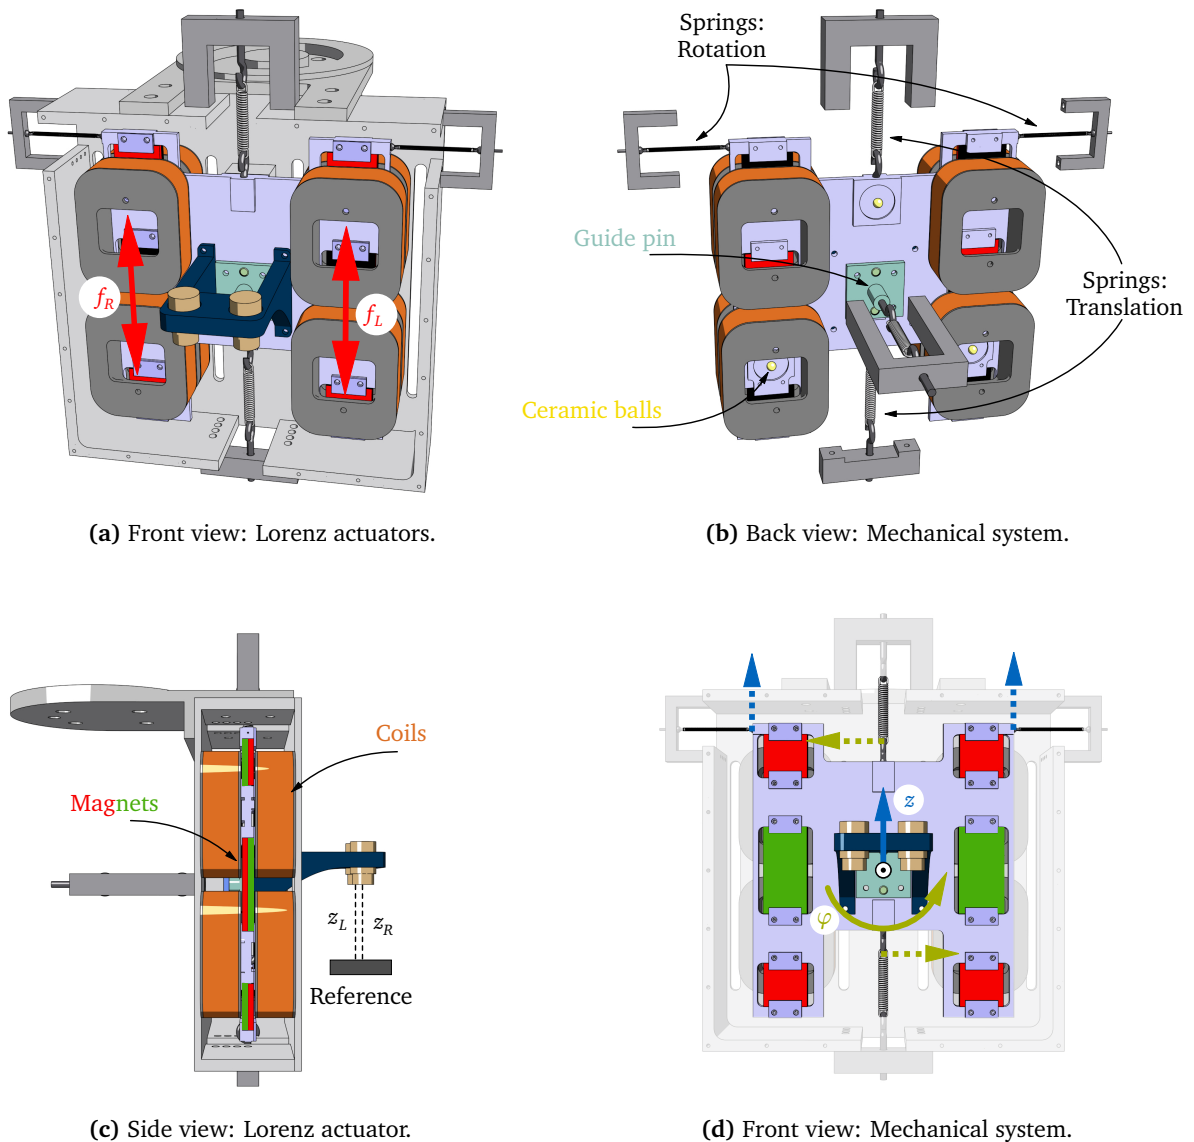 Springs:
Rotation
Guide pin
Springs:
Translation
f_R
f_L
Ceramic balls
(a) Front view: Lorenz actuators.
(b) Back view: Mechanical system.
Coils
Magnets
z
φ
z_L
z_R
Reference
(c) Side view: Lorenz actuator.
(d) Front view: Mechanical system.